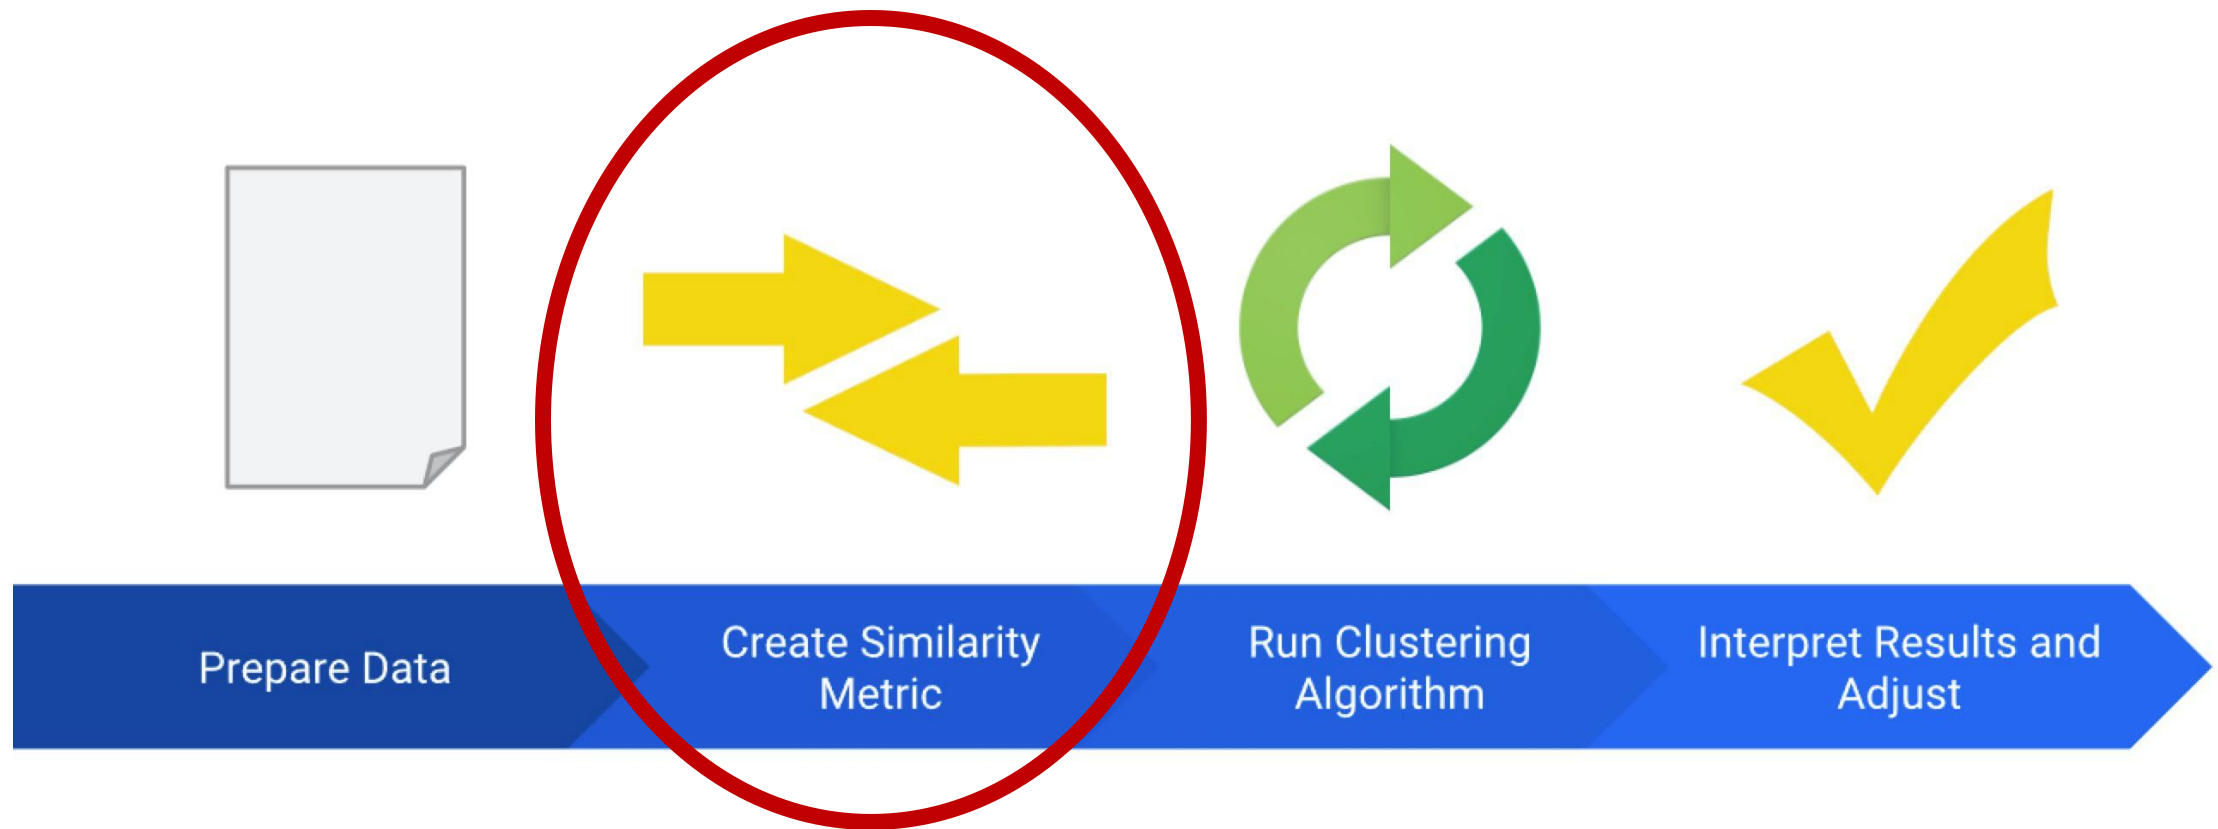 Prepare Data
Create Similarity
Metric
Run Clustering
Algorithm
Interpret Results and
Adjust